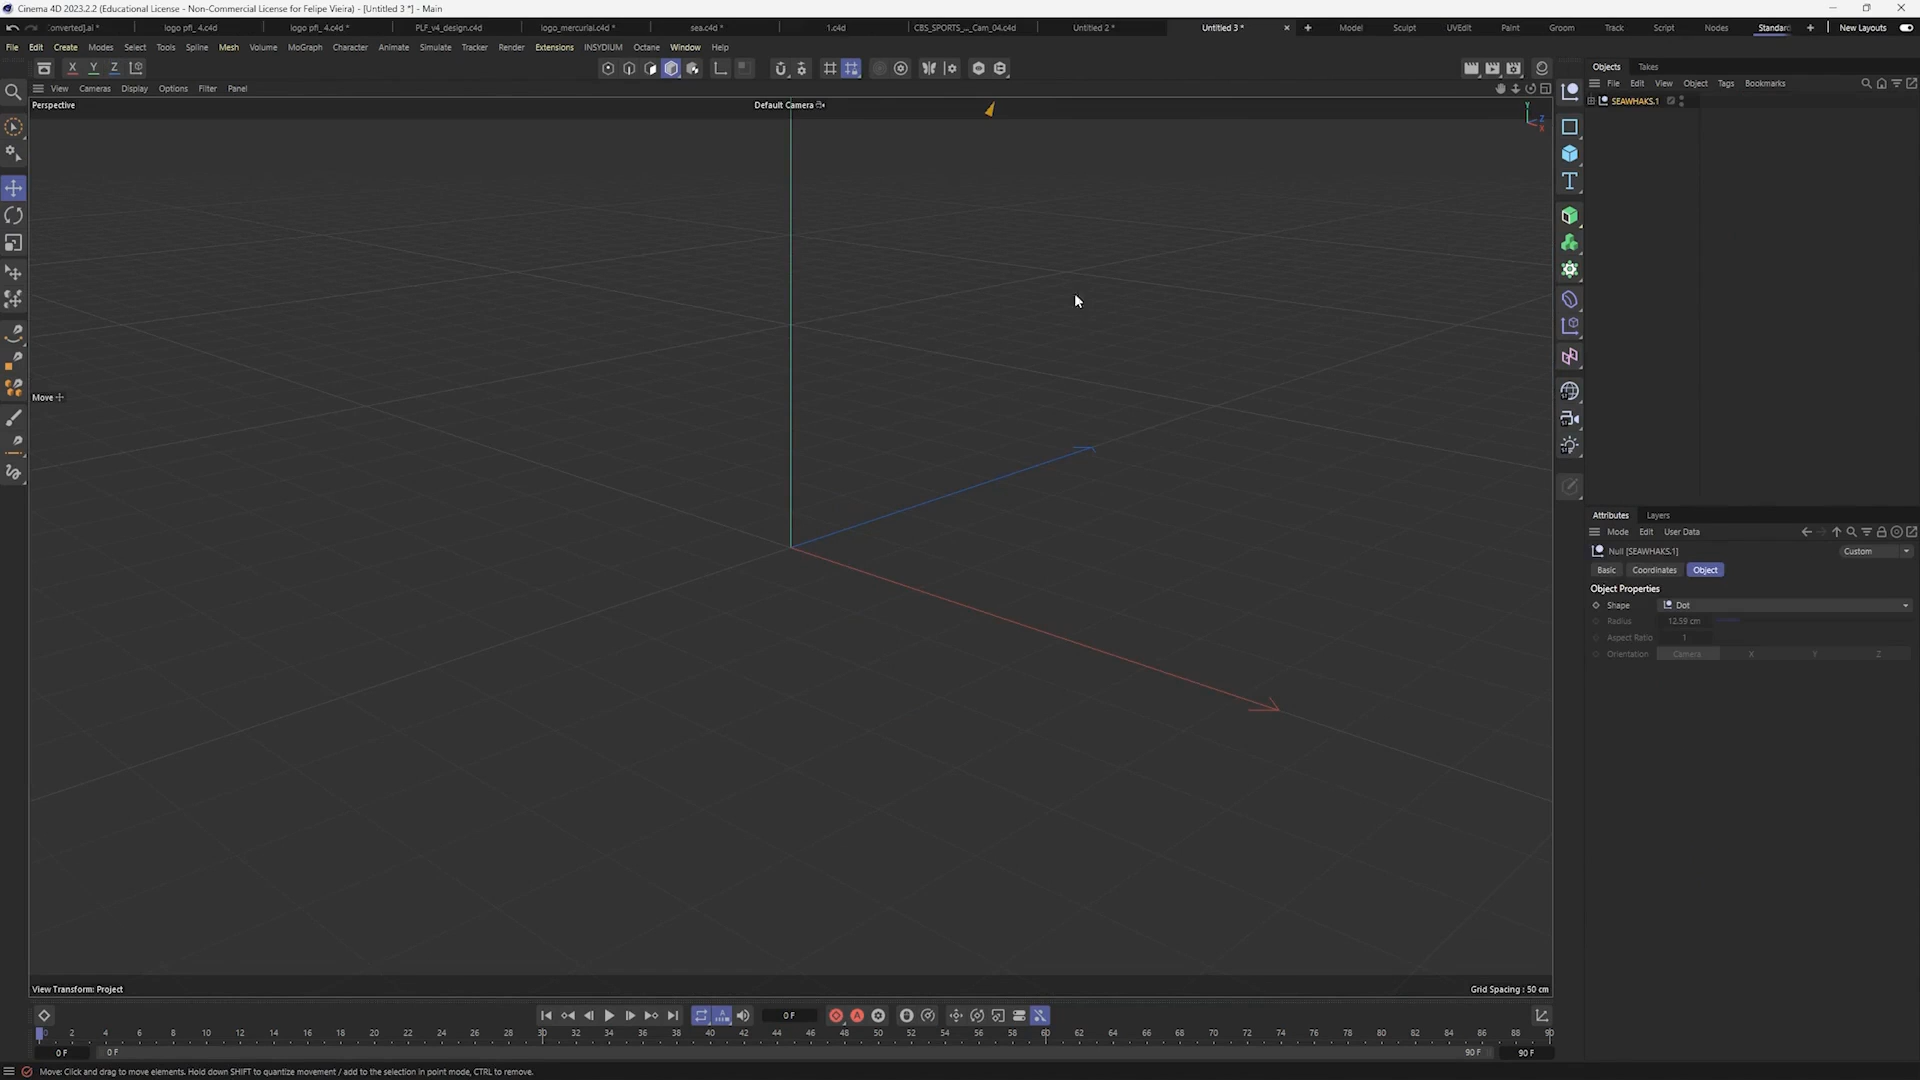 Cinema 4D 2023.2.2 (Educational License - Non-Commercial License for Felipe Vieira) - [Untitled 3 *] - Main
onverted].ai *
logo pfl_4.c4d
logo pfl_4.c4d *
PLF_v4_design.c4d
logo_mercurial.c4d *
sea.c4d *
1.c4d
CBS_SPORTS_..._Cam_04.c4d
Untitled 2 *
Untitled 3 *
Model
Sculpt
UVEdit
Paint
Groom
Track
Script
Nodes
Standard
New Layouts
File Edit Create Modes Select Tools Spline Mesh Volume MoGraph Character Animate Simulate Tracker Render Extensions INSYDIUM Octane Window Help
X Y Z
View Cameras Display Options Filter Panel
Perspective
Default Camera
Y
Z
X
Move
View Transform: Project
Grid Spacing : 50 cm
Objects Takes
File Edit View Object Tags Bookmarks
SEAWHAKS.1
Attributes Layers
Mode Edit User Data
Null [SEAWHAKS.1]
Custom
Basic Coordinates Object
Object Properties
Shape Dot
Radius 12.59 cm
Aspect Ratio 1
Orientation Camera X Y Z
0 F
0 2 4 6 8 10 12 14 16 18 20 22 24 26 28 30 32 34 36 38 40 42 44 46 48 50 52 54 56 58 60 62 64 66 68 70 72 74 76 78 80 82 84 86 88 90
0 F 0 F 90 F 90 F
Move: Click and drag to move elements. Hold down SHIFT to quantize movement / add to the selection in point mode, CTRL to remove.